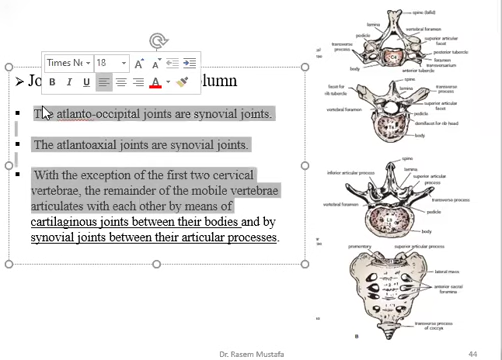 Times N
18
A
A
B
I
U
A
➤ Jo
olumn
▪ The atlanto-occipital joints are synovial joints.
▪ The atlantoaxial joints are synovial joints.
▪ With the exception of the first two cervical
vertebrae, the remainder of the mobile vertebrae
articulates with each other by means of
cartilaginous joints between their bodies and by
synovial joints between their articular processes.
spine (bifid)
lamina
vertebral foramen
pedicle
superior articular
facet
transverse
process
posterior tubercle
foramen
transversarium
body
anterior tubercle
spine
lamina
transverse
process
facet for
rib tubercle
superior articular
facet
vertebral foramen
pedicle
demifacet for rib head
body
spine
lamina
inferior articular process
superior articular
process
transverse process
vertebral foramen
pedicle
body
promontory
superior articular process
lateral mass
anterior sacral
foramina
transverse process
of coccyx
B
Dr. Rasem Mustafa
44